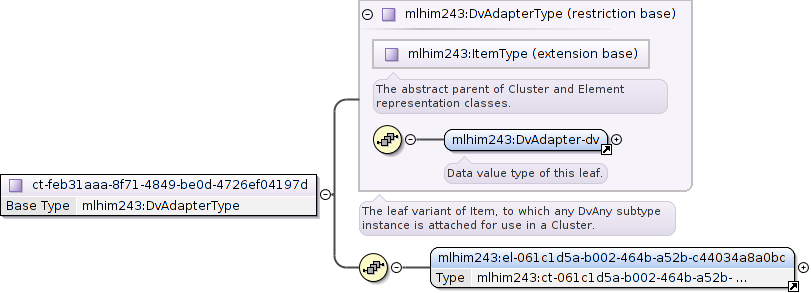 mlhim243:DvAdapterType (restriction base)
mlhim243:ItemType (extension base)
The abstract parent of Cluster and Element
representation classes.
mlhim243:DvAdapter-dv
Data value type of this leaf.
ct-feb31aaa-8f71-4849-be0d-4726ef04197d
Base Type mlhim243:DvAdapterType
The leaf variant of Item, to which any DvAny subtype
instance is attached for use in a Cluster.
mlhim243:el-061c1d5a-b002-464b-a52b-c44034a8a0bc
Type mlhim243:ct-061c1d5a-b002-464b-a52b- ...